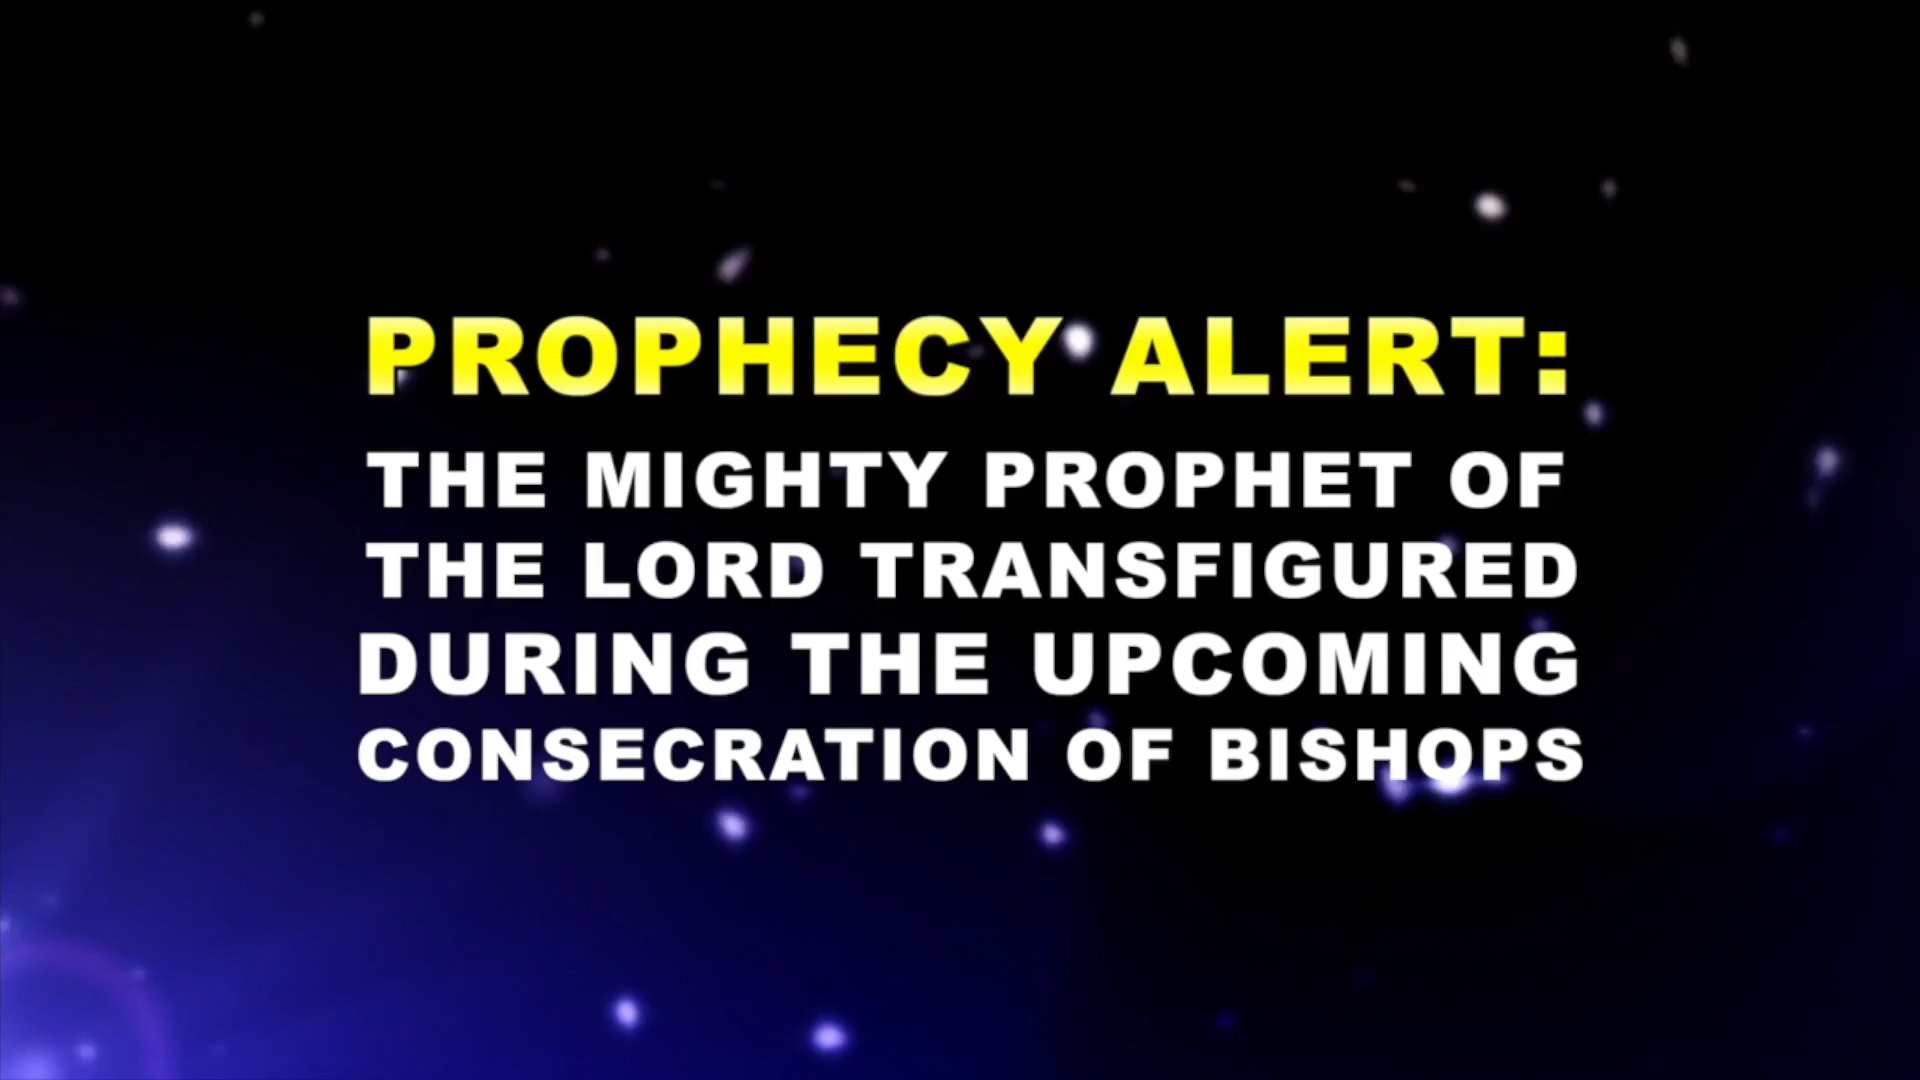 PROPHECY ALERT:
THE MIGHTY PROPHET OF
THE LORD TRANSFIGURED
DURING THE UPCOMING
CONSECRATION OF BISHOPS